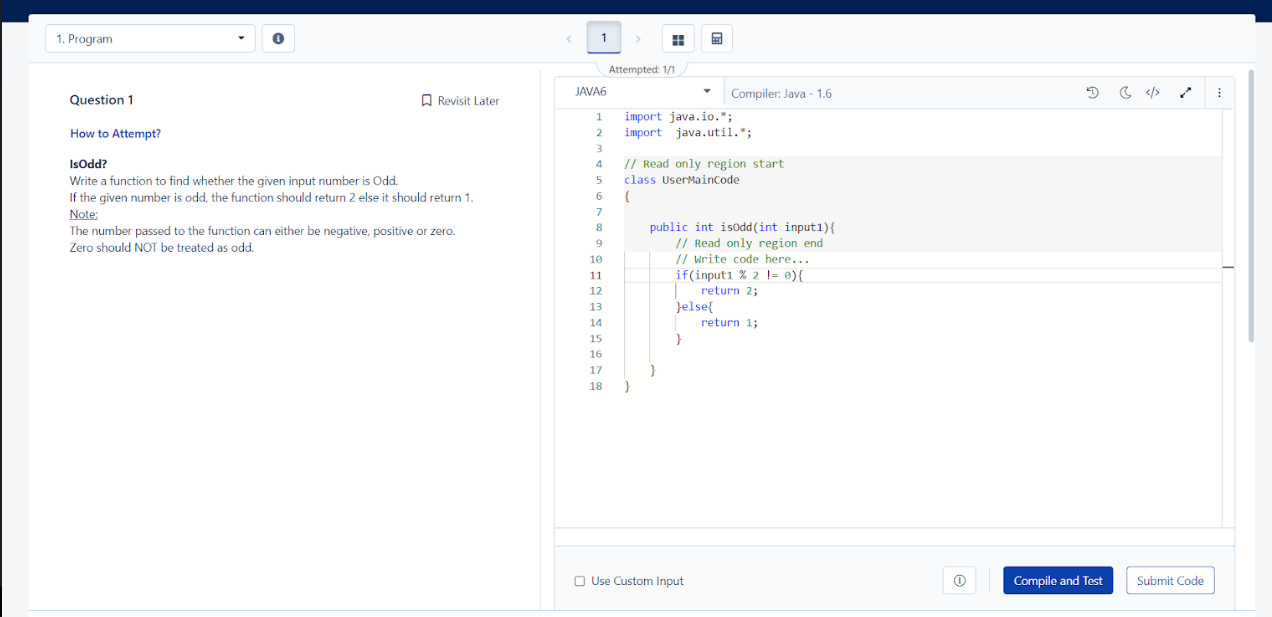 1. Program
1
Attempted: 1/1
Question 1
Revisit Later
How to Attempt?
IsOdd?
Write a function to find whether the given input number is Odd.
If the given number is odd, the function should return 2 else it should return 1.
Note:
The number passed to the function can either be negative, positive or zero.
Zero should NOT be treated as odd.
JAVA6
Compiler: Java - 1.6
1 import java.io.*;
2 import  java.util.*;
3
4 // Read only region start
5 class UserMainCode
6 {
7
8     public int isOdd(int input1){
9         // Read only region end
10         // Write code here...
11         if(input1 % 2 != 0){
12             return 2;
13         }else{
14             return 1;
15         }
16
17     }
18 }
Use Custom Input
Compile and Test
Submit Code